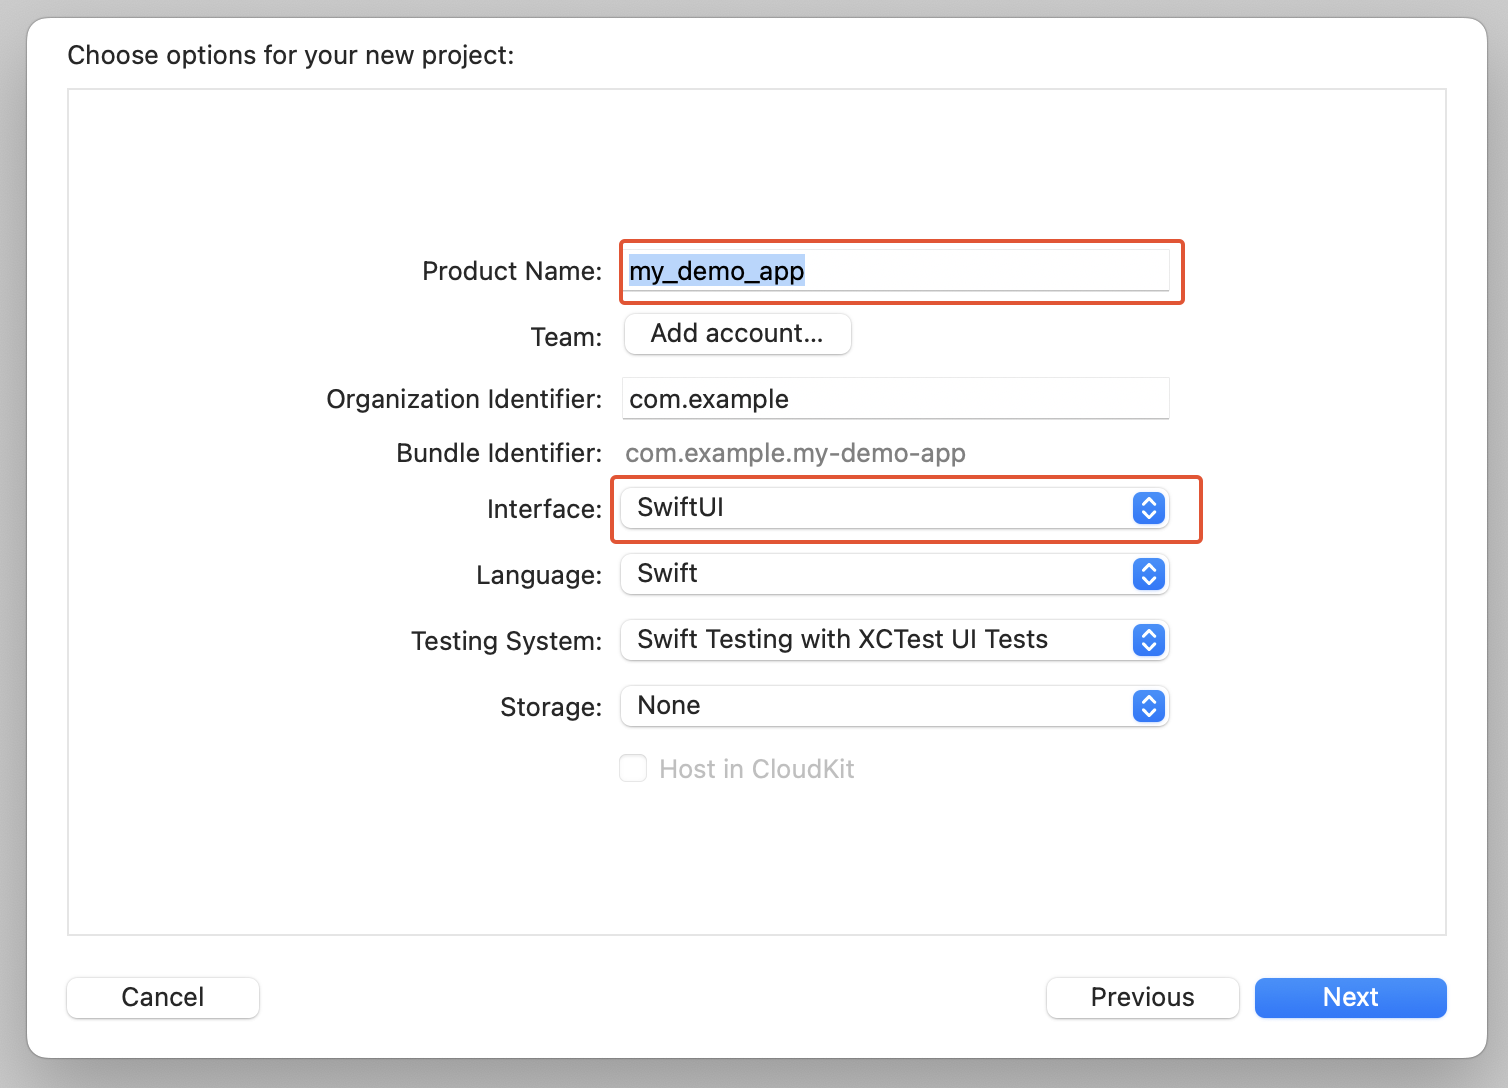 Choose options for your new project:
Product Name: my_demo_app
Team: Add account...
Organization Identifier: com.example
Bundle Identifier: com.example.my-demo-app
Interface: SwiftUI
Language: Swift
Testing System: Swift Testing with XCTest UI Tests
Storage: None
Host in CloudKit
Cancel Previous Next